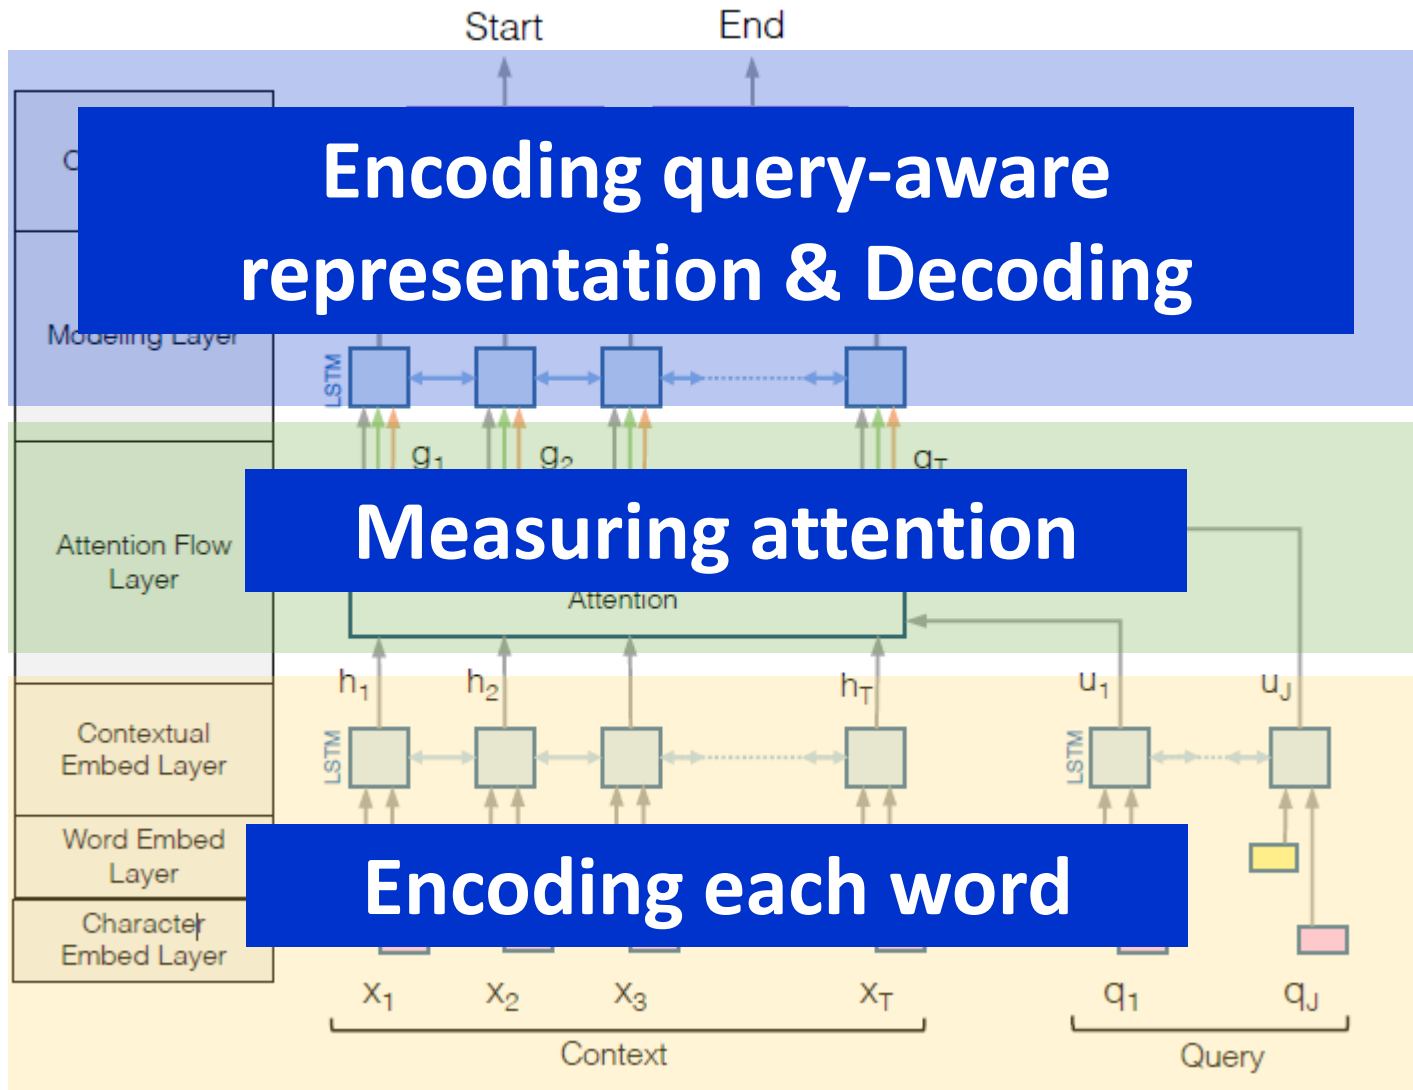 Start
End
Encoding query-aware
representation & Decoding
Modeling Layer
LSTM
g1
g2
gT
Measuring attention
Attention Flow
Layer
Attention
h1
h2
hT
u1
uJ
Contextual
Embed Layer
LSTM
LSTM
Word Embed
Layer
Encoding each word
Character
Embed Layer
x1
x2
x3
xT
q1
qJ
Context
Query